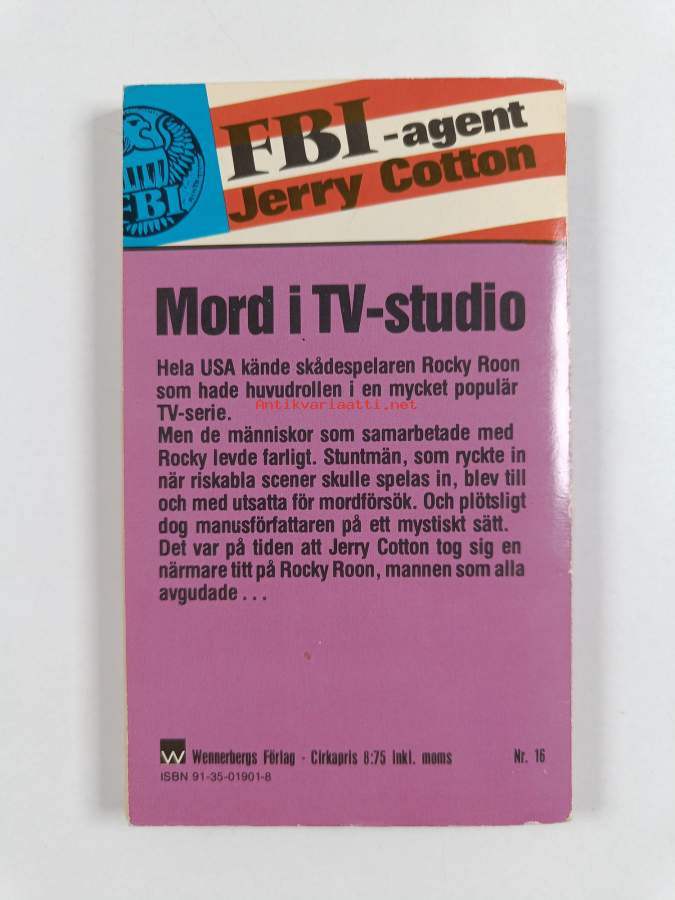 FBI-agent
Jerry Cotton
FBI
Mord i TV-studio
Hela USA kände skådespelaren Rocky Roon
som hade huvudrollen i en mycket populär
TV-serie.
Antikvariaatti.net
Men de människor som samarbetade med
Rocky levde farligt. Stuntmän, som ryckte in
när riskabla scener skulle spelas in, blev till
och med utsatta för mordförsök. Och plötsligt
dog manusförfattaren på ett mystiskt sätt.
Det var på tiden att Jerry Cotton tog sig en
närmare titt på Rocky Roon, mannen som alla
avgudade . . .
W Wennerbergs Förlag · Cirkapris 8:75 inkl. moms Nr. 16
ISBN 91-35-01901-8